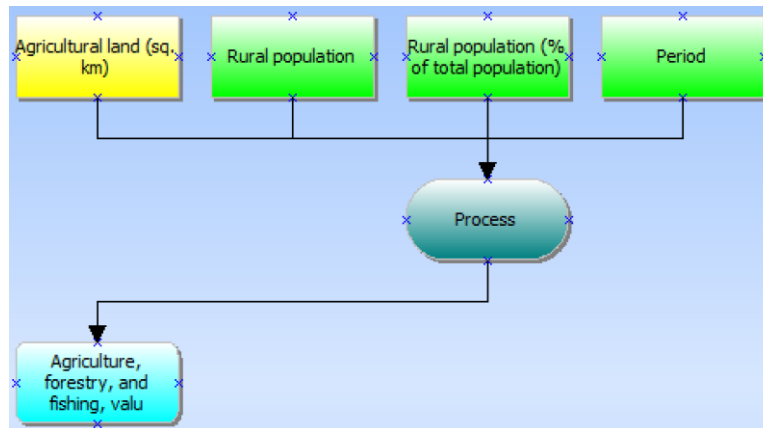 Agricultural land (sq.
km)
Rural population
Rural population (%
of total population)
Period
Process
Agriculture,
forestry, and
fishing, valu